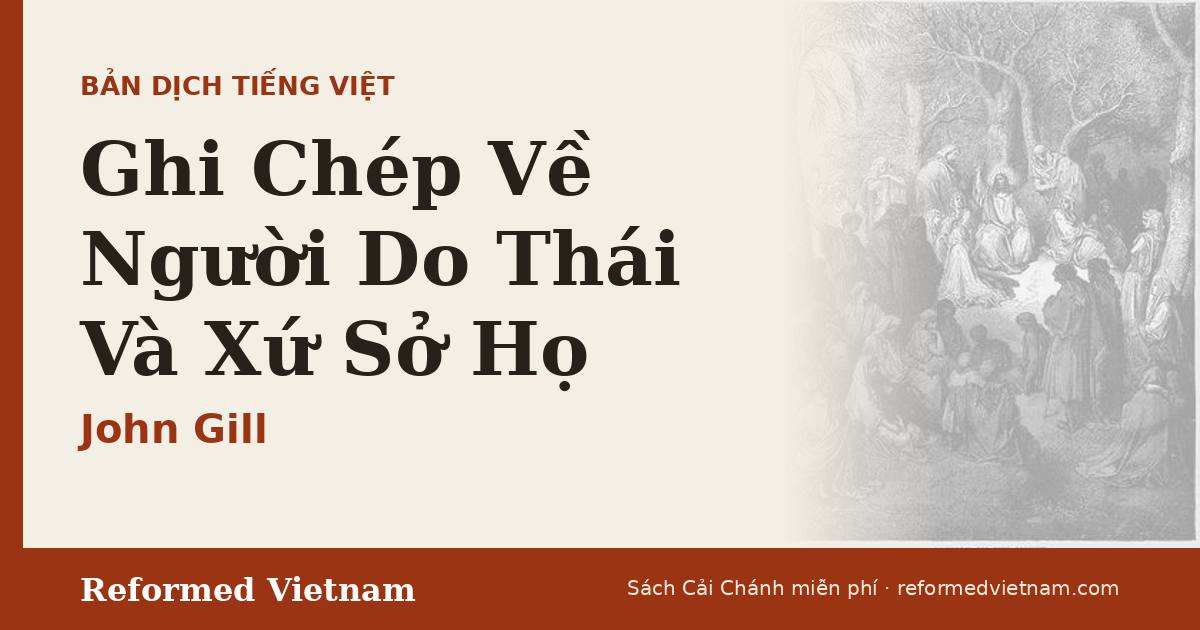 BẢN DỊCH TIẾNG VIỆT
Ghi Chép Về
Người Do Thái
Và Xứ Sở Họ
John Gill
Reformed Vietnam
Sách Cải Chánh miễn phí · reformedvietnam.com